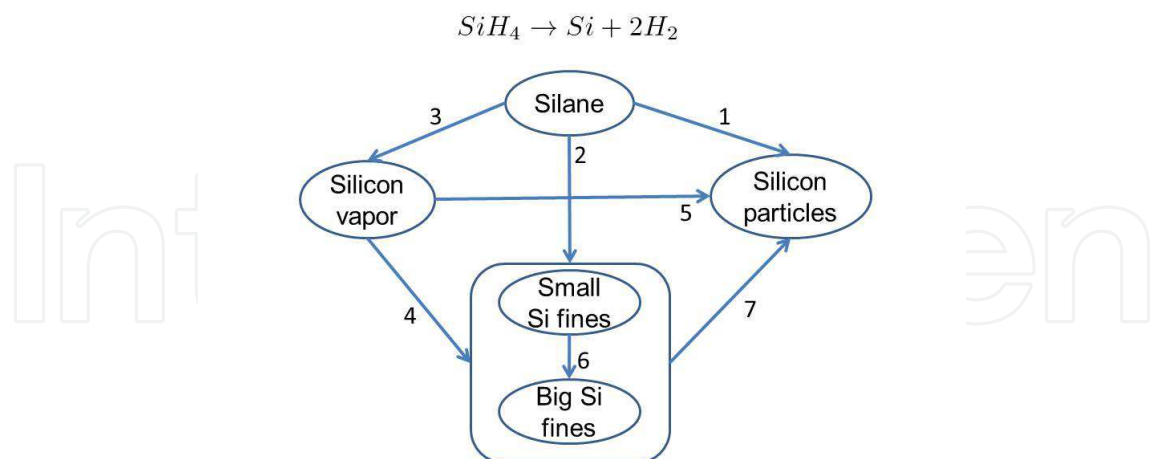 SiH₄ → Si + 2H₂
Silane
3
1
2
Silicon
vapor
Silicon
particles
5
Small
Si fines
4
7
6
Big Si
fines